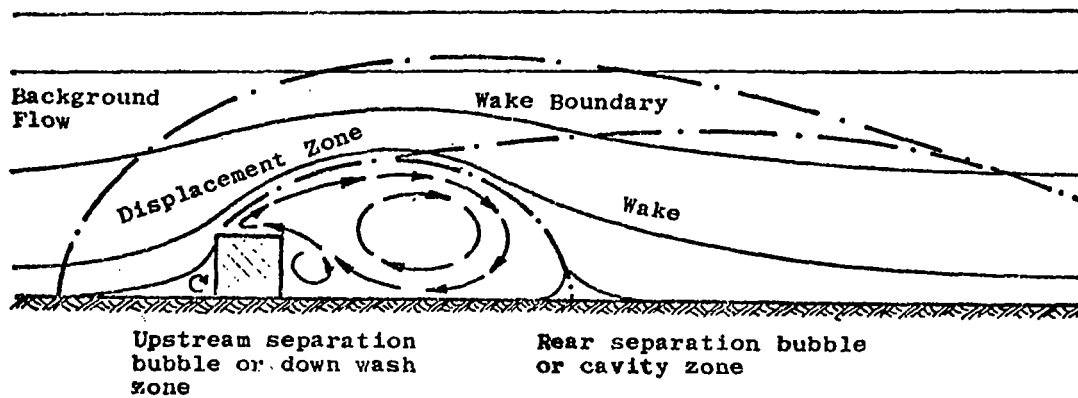 Background
Flow
Wake Boundary
Displacement Zone
Wake
Upstream separation
bubble or down wash
zone
Rear separation bubble
or cavity zone